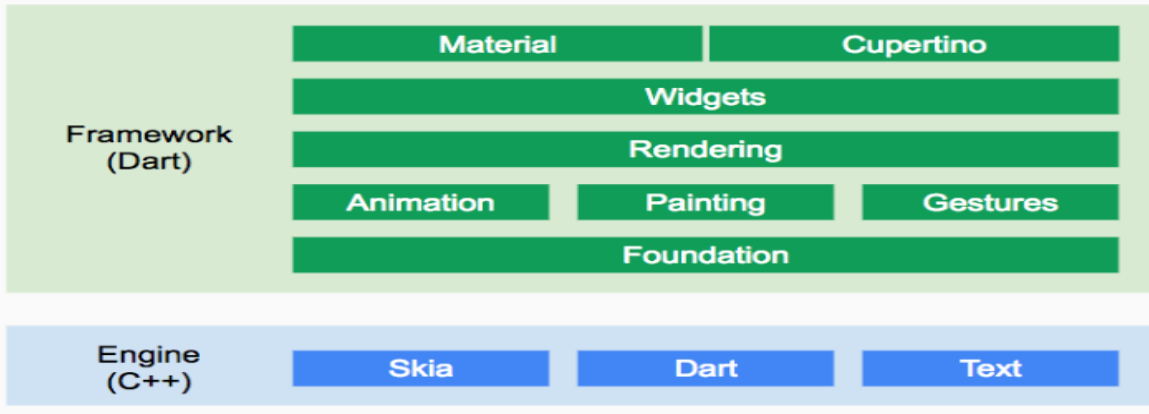 Material
Cupertino
Widgets
Framework
(Dart)
Rendering
Animation
Painting
Gestures
Foundation
Engine
(C++)
Skia
Dart
Text